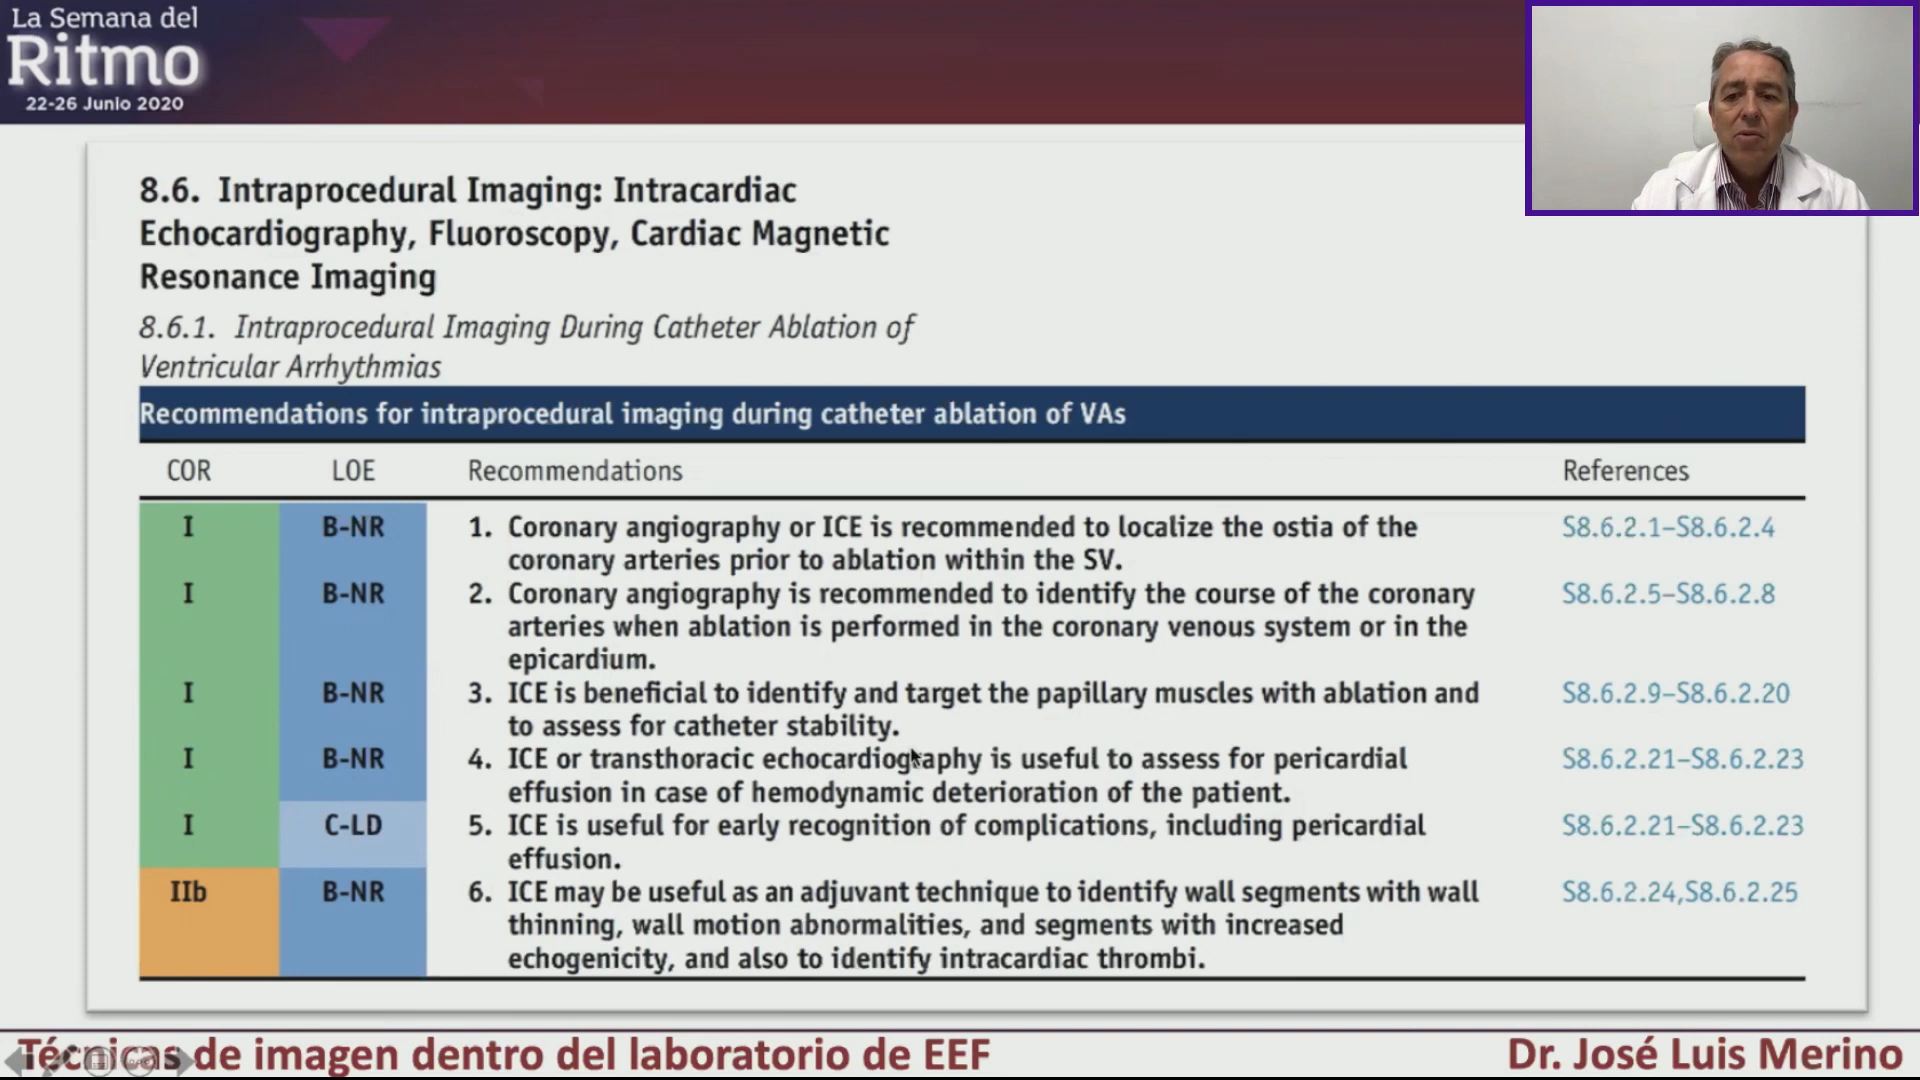 La Semana del
Ritmo
22-26 Junio 2020
8.6. Intraprocedural Imaging: Intracardiac
Echocardiography, Fluoroscopy, Cardiac Magnetic
Resonance Imaging
8.6.1. Intraprocedural Imaging During Catheter Ablation of
Ventricular Arrhythmias
Recommendations for intraprocedural imaging during catheter ablation of VAs
COR LOE Recommendations References
I B-NR 1. Coronary angiography or ICE is recommended to localize the ostia of the S8.6.2.1–S8.6.2.4
coronary arteries prior to ablation within the SV.
I B-NR 2. Coronary angiography is recommended to identify the course of the coronary S8.6.2.5–S8.6.2.8
arteries when ablation is performed in the coronary venous system or in the
epicardium.
I B-NR 3. ICE is beneficial to identify and target the papillary muscles with ablation and S8.6.2.9–S8.6.2.20
to assess for catheter stability.
I B-NR 4. ICE or transthoracic echocardiography is useful to assess for pericardial S8.6.2.21–S8.6.2.23
effusion in case of hemodynamic deterioration of the patient.
I C-LD 5. ICE is useful for early recognition of complications, including pericardial S8.6.2.21–S8.6.2.23
effusion.
IIb B-NR 6. ICE may be useful as an adjuvant technique to identify wall segments with wall S8.6.2.24,S8.6.2.25
thinning, wall motion abnormalities, and segments with increased
echogenicity, and also to identify intracardiac thrombi.
Técnicas de imagen dentro del laboratorio de EEF Dr. José Luis Merino